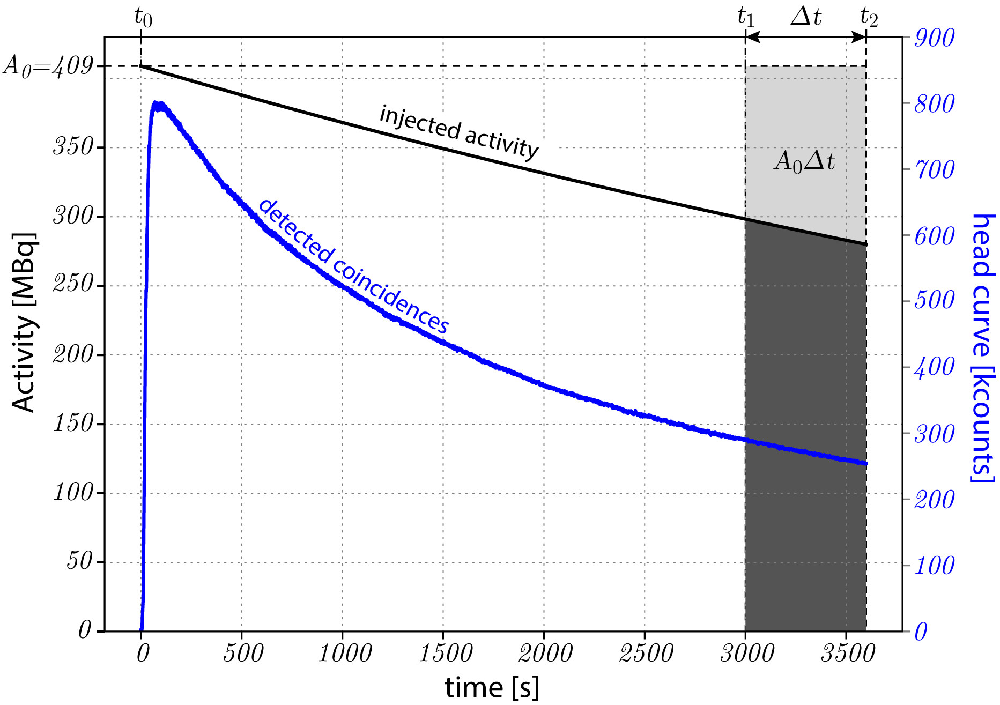 t₀
t₁
Δt
t₂
A₀=409
350
300
250
200
150
100
50
0
Activity [MBq]
injected activity
detected coincidences
A₀Δt
900
800
700
600
500
400
300
200
100
0
head curve [kcounts]
0
500
1000
1500
2000
2500
3000
3500
time [s]